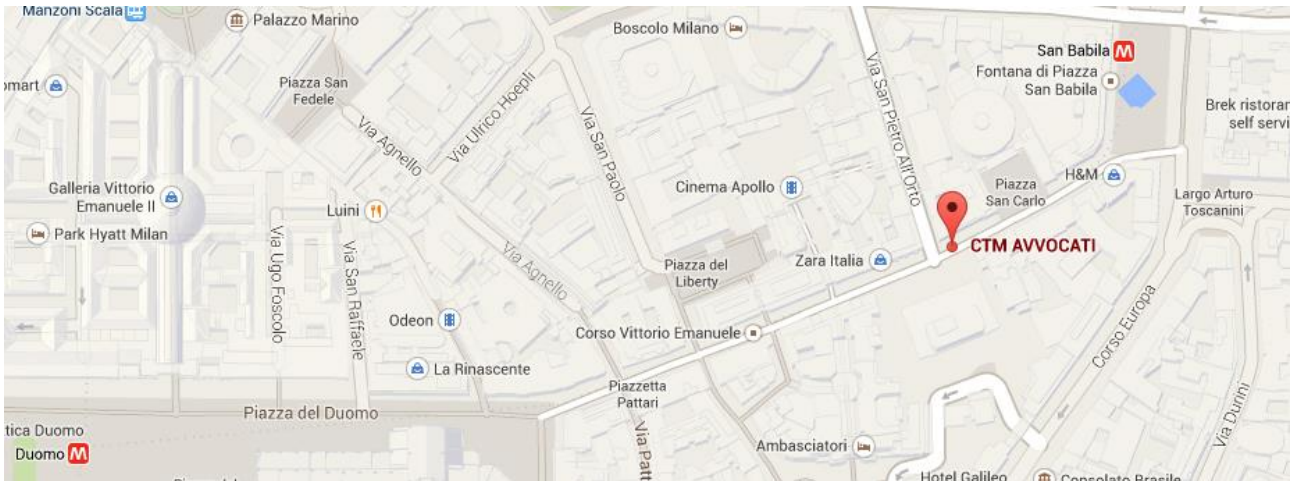 Manzoni Scala
Palazzo Marino
Boscolo Milano
San Babila M
Fontana di Piazza
San Babila
omart
Piazza San
Fedele
Via Agnello
Via Ulrico Hoepli
Via San Paolo
Via San Pietro All'Orto
Brek ristoran
self servi
Galleria Vittorio
Emanuele II
Park Hyatt Milan
Luini
Cinema Apollo
Piazza
San Carlo
H&M
Largo Arturo
Toscanini
CTM AVVOCATI
Via Ugo Foscolo
Via San Raffaele
Via Agnello
Piazza del
Liberty
Zara Italia
Odeon
La Rinascente
Corso Vittorio Emanuele
Corso Europa
Via Durini
Piazza del Duomo
Piazzetta
Pattari
Via Patt
tica Duomo
Duomo M
Ambasciatori
Hotel Galileo
Consolato Brasile